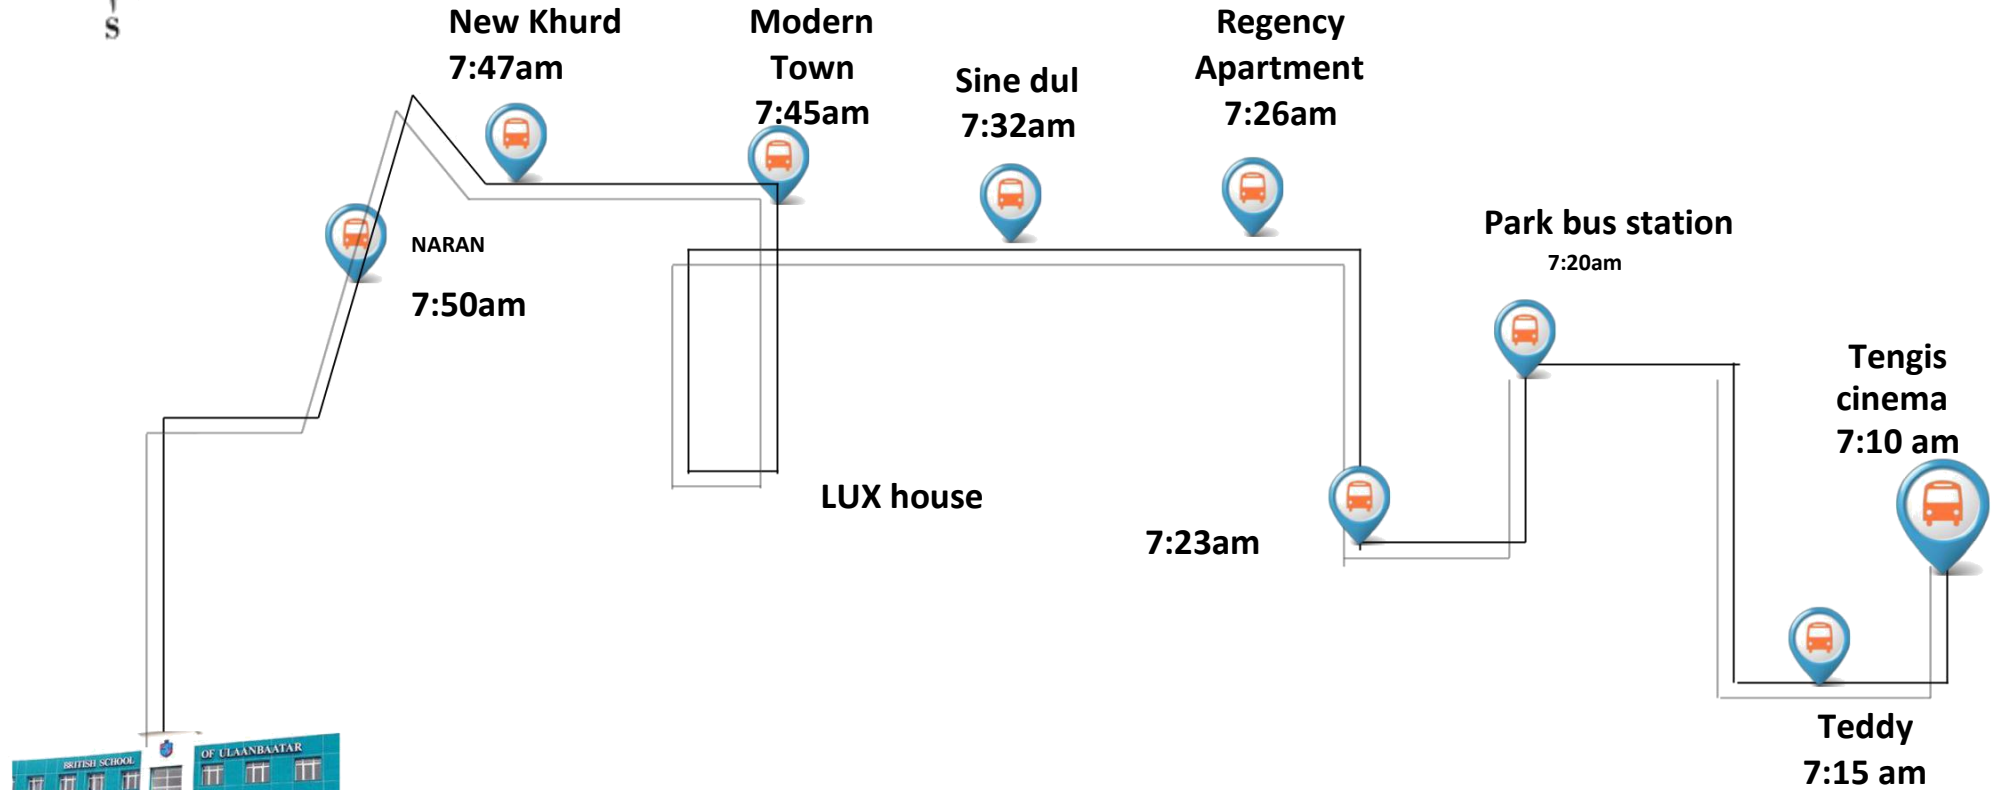 S
New Khurd
7:47am
Modern
Town
7:45am
Sine dul
7:32am
Regency
Apartment
7:26am
Park bus station
7:20am
NARAN
7:50am
Tengis
cinema
7:10 am
LUX house
7:23am
Teddy
7:15 am
BRITISH SCHOOL
OF ULAANBAATAR